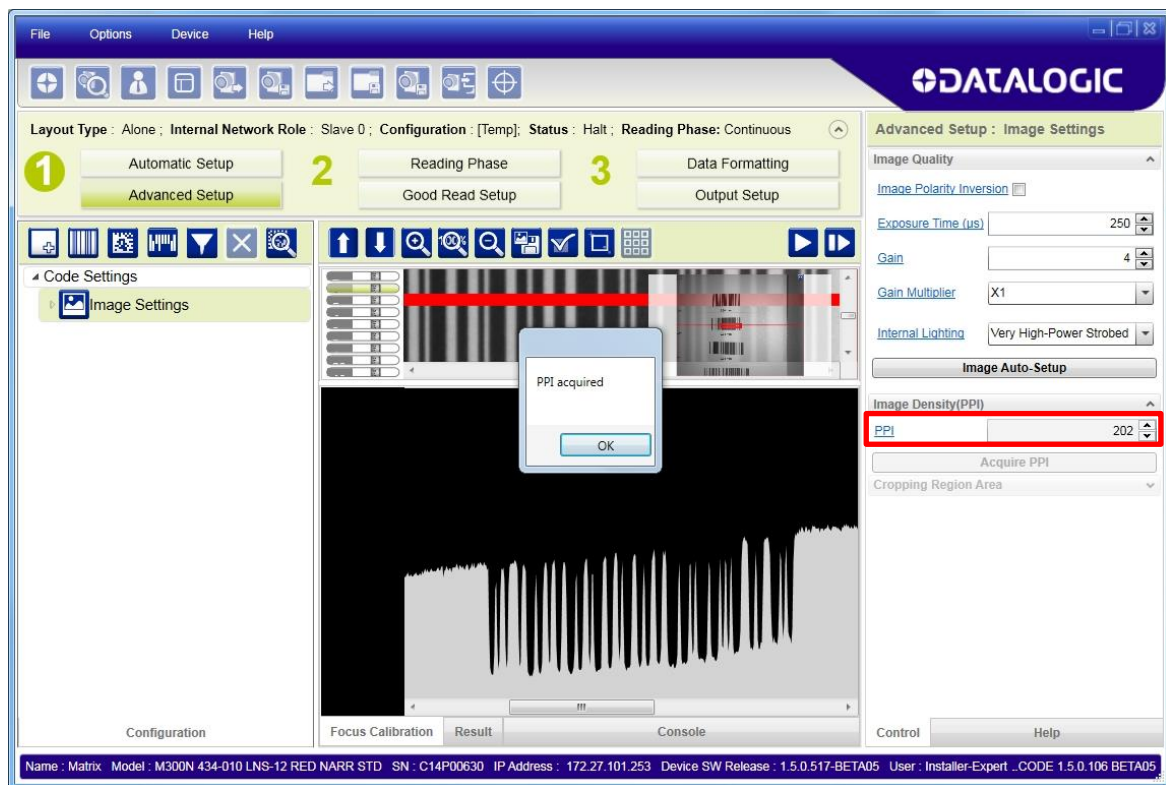 File Options Device Help
DATALOGIC
Layout Type : Alone ; Internal Network Role : Slave 0 ; Configuration : [Temp]; Status : Halt ; Reading Phase: Continuous
1 Automatic Setup 2 Reading Phase 3 Data Formatting
Advanced Setup Good Read Setup Output Setup
100%
Code Settings
Image Settings
PPI acquired
OK
Focus Calibration Result Console
Configuration
Advanced Setup : Image Settings
Image Quality
Image Polarity Inversion
Exposure Time (µs) 250
Gain 4
Gain Multiplier X1
Internal Lighting Very High-Power Strobed
Image Auto-Setup
Image Density(PPI)
PPI 202
Acquire PPI
Cropping Region Area
Control Help
Name : Matrix Model : M300N 434-010 LNS-12 RED NARR STD SN : C14P00630 IP Address : 172.27.101.253 Device SW Release : 1.5.0.517-BETA05 User : Installer-Expert _CODE 1.5.0.106 BETA05